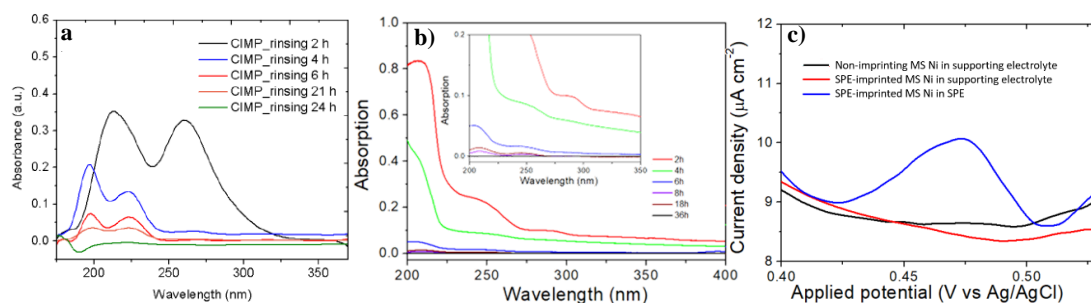 a
CIMP_rinsing 2 h
CIMP_rinsing 4 h
CIMP_rinsing 6 h
CIMP_rinsing 21 h
CIMP_rinsing 24 h
Absorbance (a.u.)
0.6
0.5
0.4
0.3
0.2
0.1
0.0
200 250 300 350
Wavelength (nm)
b)
Absorption
1.0
0.8
0.6
0.4
0.2
0.0
200 250 300 350 400
Wavelength (nm)
Absorption
0.2
0.1
0.0
200 250 300 350
Wavelength (nm)
2h
4h
6h
8h
18h
36h
c)
Non-imprinting MS Ni in supporting electrolyte
SPE-imprinted MS Ni in supporting electrolyte
SPE-imprinted MS Ni in SPE
Current density (µA cm⁻²)
12
11
10
9
8
0.40 0.45 0.50
Applied potential (V vs Ag/AgCl)